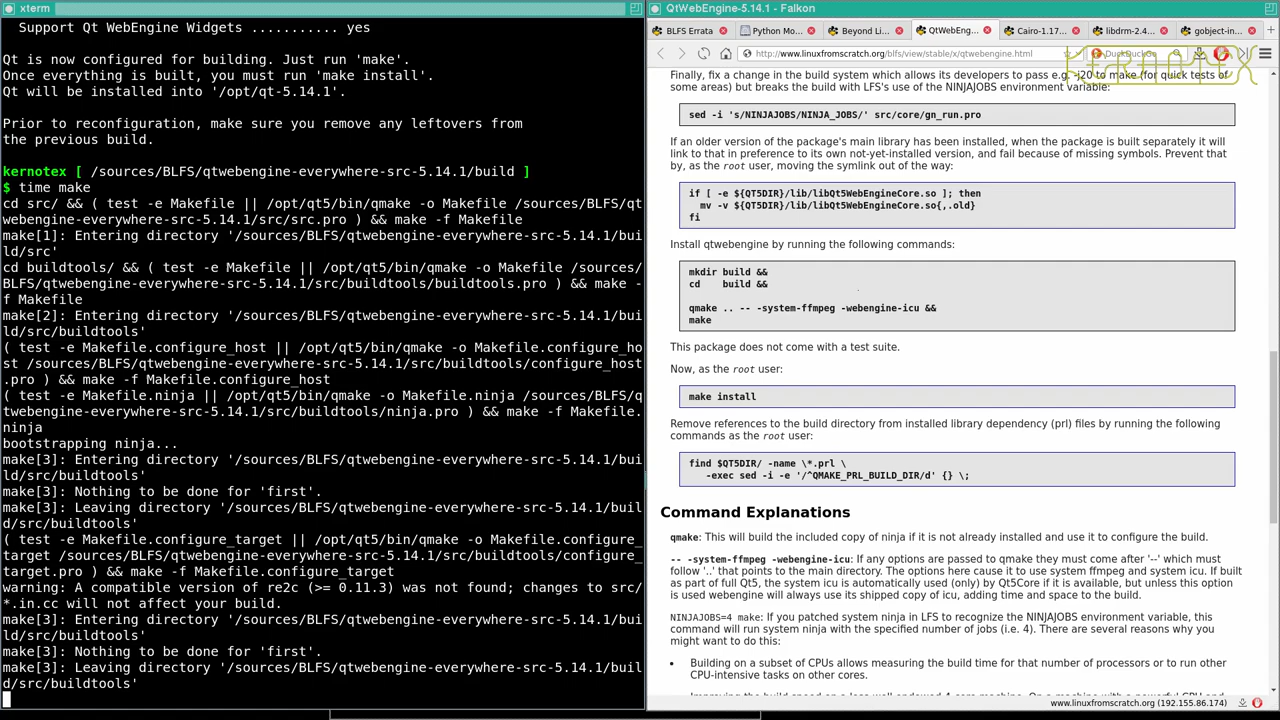 xterm
Support Qt WebEngine Widgets ........... yes
Qt is now configured for building. Just run 'make'.
Once everything is built, you must run 'make install'.
Qt will be installed into '/opt/qt-5.14.1'.
Prior to reconfiguration, make sure you remove any leftovers from
the previous build.
kernotex [ /sources/BLFS/qtwebengine-everywhere-src-5.14.1/build ]
$ time make
cd src/ && ( test -e Makefile || /opt/qt5/bin/qmake -o Makefile /sources/BLFS/qt
webengine-everywhere-src-5.14.1/src/src.pro ) && make -f Makefile
make[1]: Entering directory '/sources/BLFS/qtwebengine-everywhere-src-5.14.1/bui
ld/src'
cd buildtools/ && ( test -e Makefile || /opt/qt5/bin/qmake -o Makefile /sources/
BLFS/qtwebengine-everywhere-src-5.14.1/src/buildtools/buildtools.pro ) && make -
f Makefile
make[2]: Entering directory '/sources/BLFS/qtwebengine-everywhere-src-5.14.1/bui
ld/src/buildtools'
( test -e Makefile.configure_host || /opt/qt5/bin/qmake -o Makefile.configure_ho
st /sources/BLFS/qtwebengine-everywhere-src-5.14.1/src/buildtools/configure_host
.pro ) && make -f Makefile.configure_host
( test -e Makefile.ninja || /opt/qt5/bin/qmake -o Makefile.ninja /sources/BLFS/q
twebengine-everywhere-src-5.14.1/src/buildtools/ninja.pro ) && make -f Makefile.
ninja
bootstrapping ninja...
make[3]: Entering directory '/sources/BLFS/qtwebengine-everywhere-src-5.14.1/bui
ld/src/buildtools'
make[3]: Nothing to be done for 'first'.
make[3]: Leaving directory '/sources/BLFS/qtwebengine-everywhere-src-5.14.1/buil
d/src/buildtools'
( test -e Makefile.configure_target || /opt/qt5/bin/qmake -o Makefile.configure_
target /sources/BLFS/qtwebengine-everywhere-src-5.14.1/src/buildtools/configure_
target.pro ) && make -f Makefile.configure_target
warning: A compatible version of re2c (>= 0.11.3) was not found; changes to src/
*.in.cc will not affect your build.
make[3]: Entering directory '/sources/BLFS/qtwebengine-everywhere-src-5.14.1/bui
ld/src/buildtools'
make[3]: Nothing to be done for 'first'.
make[3]: Leaving directory '/sources/BLFS/qtwebengine-everywhere-src-5.14.1/buil
d/src/buildtools'
QtWebEngine-5.14.1 - Falkon
BLFS Errata
Python Mo...
Beyond Li...
QtWebEng...
Cairo-1.17...
libdrm-2.4...
gobject-in...
http://www.linuxfromscratch.org/blfs/view/stable/x/qtwebengine.html
DuckDuckGo
KERNOTEX
Finally, fix a change in the build system which allows its developers to pass e.g. -j20 to make (for quick tests of
some areas) but breaks the build with LFS's use of the NINJAJOBS environment variable:
sed -i 's/NINJAJOBS/NINJA_JOBS/' src/core/gn_run.pro
If an older version of the package's main library has been installed, when the package is built separately it will
link to that in preference to its own not-yet-installed version, and fail because of missing symbols. Prevent that
by, as the root user, moving the symlink out of the way:
if [ -e ${QT5DIR}/lib/libQt5WebEngineCore.so ]; then
mv -v ${QT5DIR}/lib/libQt5WebEngineCore.so{,.old}
fi
Install qtwebengine by running the following commands:
mkdir build &&
cd build &&
qmake .. -- -system-ffmpeg -webengine-icu &&
make
This package does not come with a test suite.
Now, as the root user:
make install
Remove references to the build directory from installed library dependency (prl) files by running the following
commands as the root user:
find $QT5DIR/ -name \*.prl \
-exec sed -i -e '/^QMAKE_PRL_BUILD_DIR/d' {} \;
Command Explanations
qmake: This will build the included copy of ninja if it is not already installed and use it to configure the build.
-- -system-ffmpeg -webengine-icu: If any options are passed to qmake they must come after '--' which must
follow '..' that points to the main directory. The options here cause it to use system ffmpeg and system icu. If built
as part of full Qt5, the system icu is automatically used (only) by Qt5Core if it is available, but unless this option
is used webengine will always use its shipped copy of icu, adding time and space to the build.
NINJAJOBS=4 make: If you patched system ninja in LFS to recognize the NINJAJOBS environment variable, this
command will run system ninja with the specified number of jobs (i.e. 4). There are several reasons why you
might want to do this:
• Building on a subset of CPUs allows measuring the build time for that number of processors or to run other
CPU-intensive tasks on other cores.
www.linuxfromscratch.org (192.155.86.174)